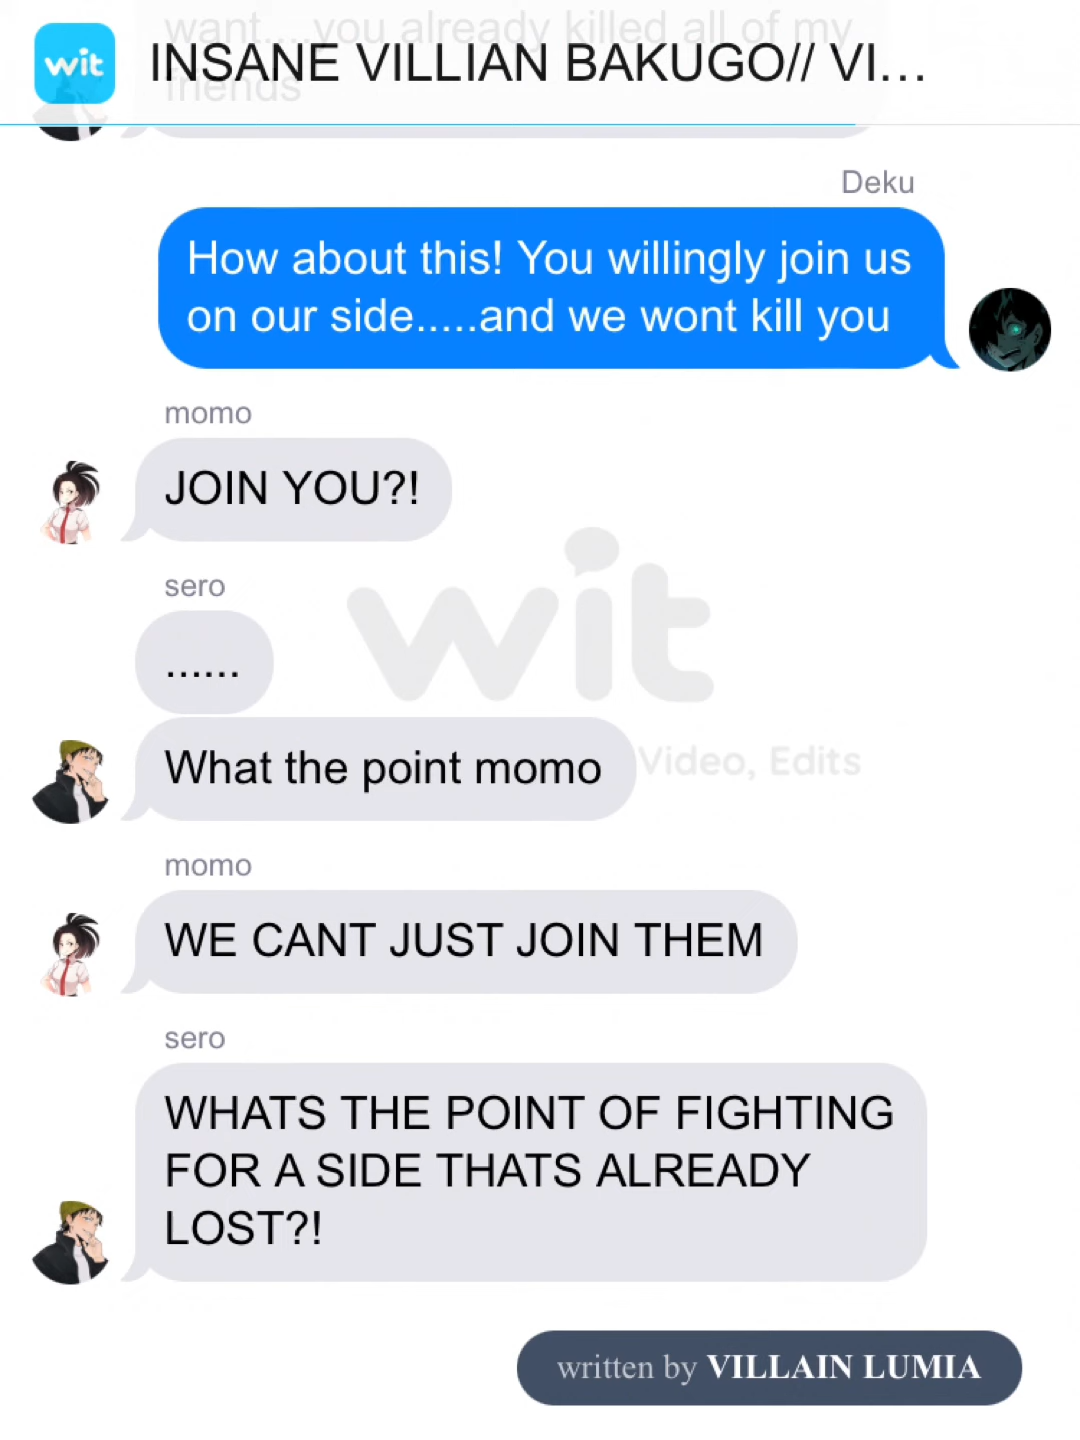 want....you already killed all of my
wit
INSANE VILLIAN BAKUGO// VI...
friends
Deku
How about this! You willingly join us
on our side.....and we wont kill you
momo
JOIN YOU?!
sero
......
What the point momo
wit
Video, Edits
momo
WE CANT JUST JOIN THEM
sero
WHATS THE POINT OF FIGHTING
FOR A SIDE THATS ALREADY
LOST?!
written by VILLAIN LUMIA